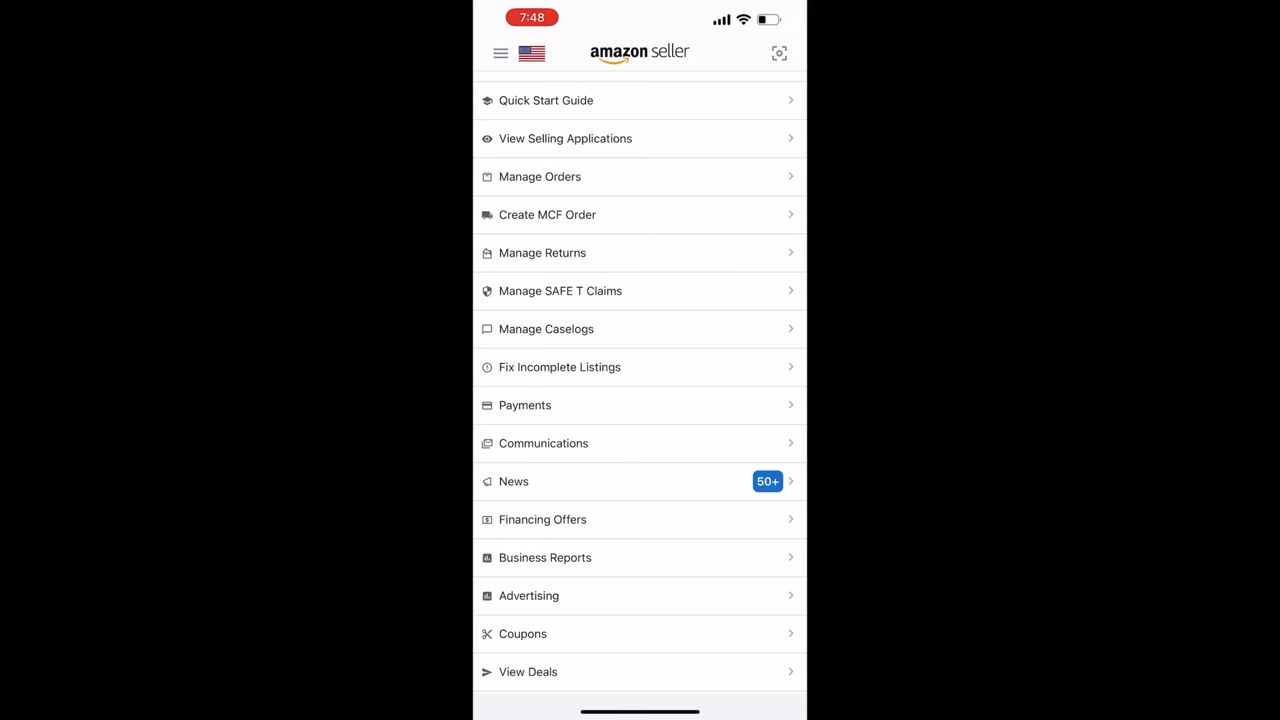 7:48
amazon seller
Quick Start Guide
View Selling Applications
Manage Orders
Create MCF Order
Manage Returns
Manage SAFE T Claims
Manage Caselogs
Fix Incomplete Listings
Payments
Communications
News 50+
Financing Offers
Business Reports
Advertising
Coupons
View Deals